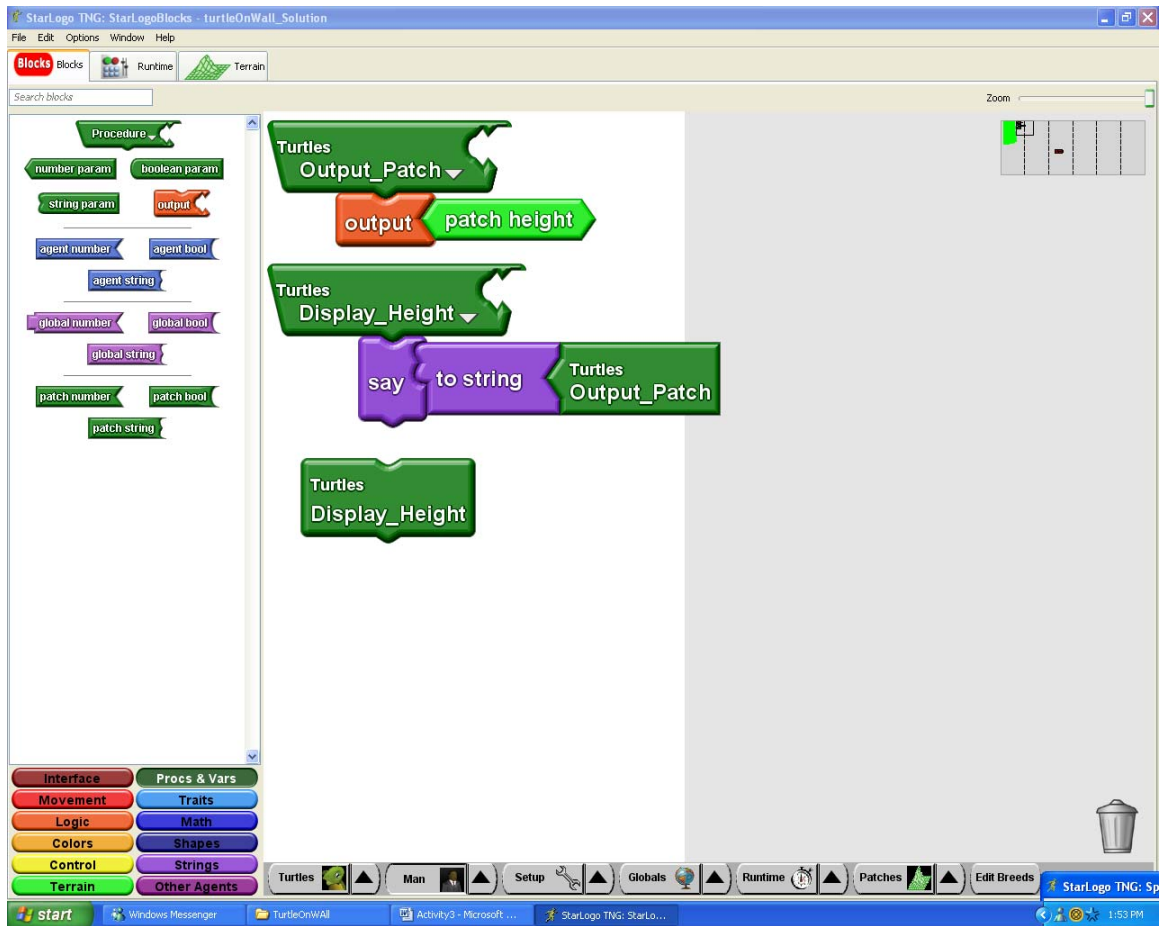 StarLogo TNG: StarLogoBlocks - turtleOnWall_Solution
File Edit Options Window Help
Blocks Blocks Runtime Terrain
Search blocks
Zoom
Procedure
number param boolean param
string param output
agent number agent bool
agent string
global number global bool
global string
patch number patch bool
patch string
Turtles
Output_Patch
output patch height
Turtles
Display_Height
say to string Turtles
Output_Patch
Turtles
Display_Height
Interface Procs & Vars
Movement Traits
Logic Math
Colors Shapes
Control Strings
Terrain Other Agents
Turtles Man Setup Globals Runtime Patches Edit Breeds
StarLogo TNG: Sp
start Windows Messenger TurtleOnWAll Activity3 - Microsoft ... StarLogo TNG: StarLo... 1:53 PM